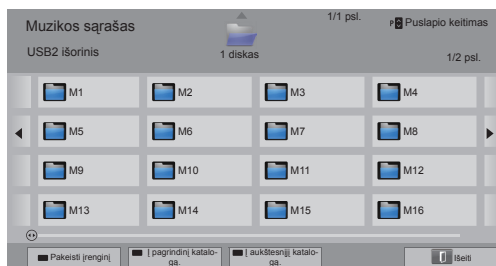 Muzikos sąrašas
1/1 psl.
P Puslapio keitimas
USB2 išorinis
1 diskas
1/2 psl.
M1
M2
M3
M4
M5
M6
M7
M8
M9
M10
M11
M12
M13
M14
M15
M16
Pakeisti įrenginį
Į pagrindinį katalo-
gą.
Į aukštesnįjį katalo-
gą.
Išeiti